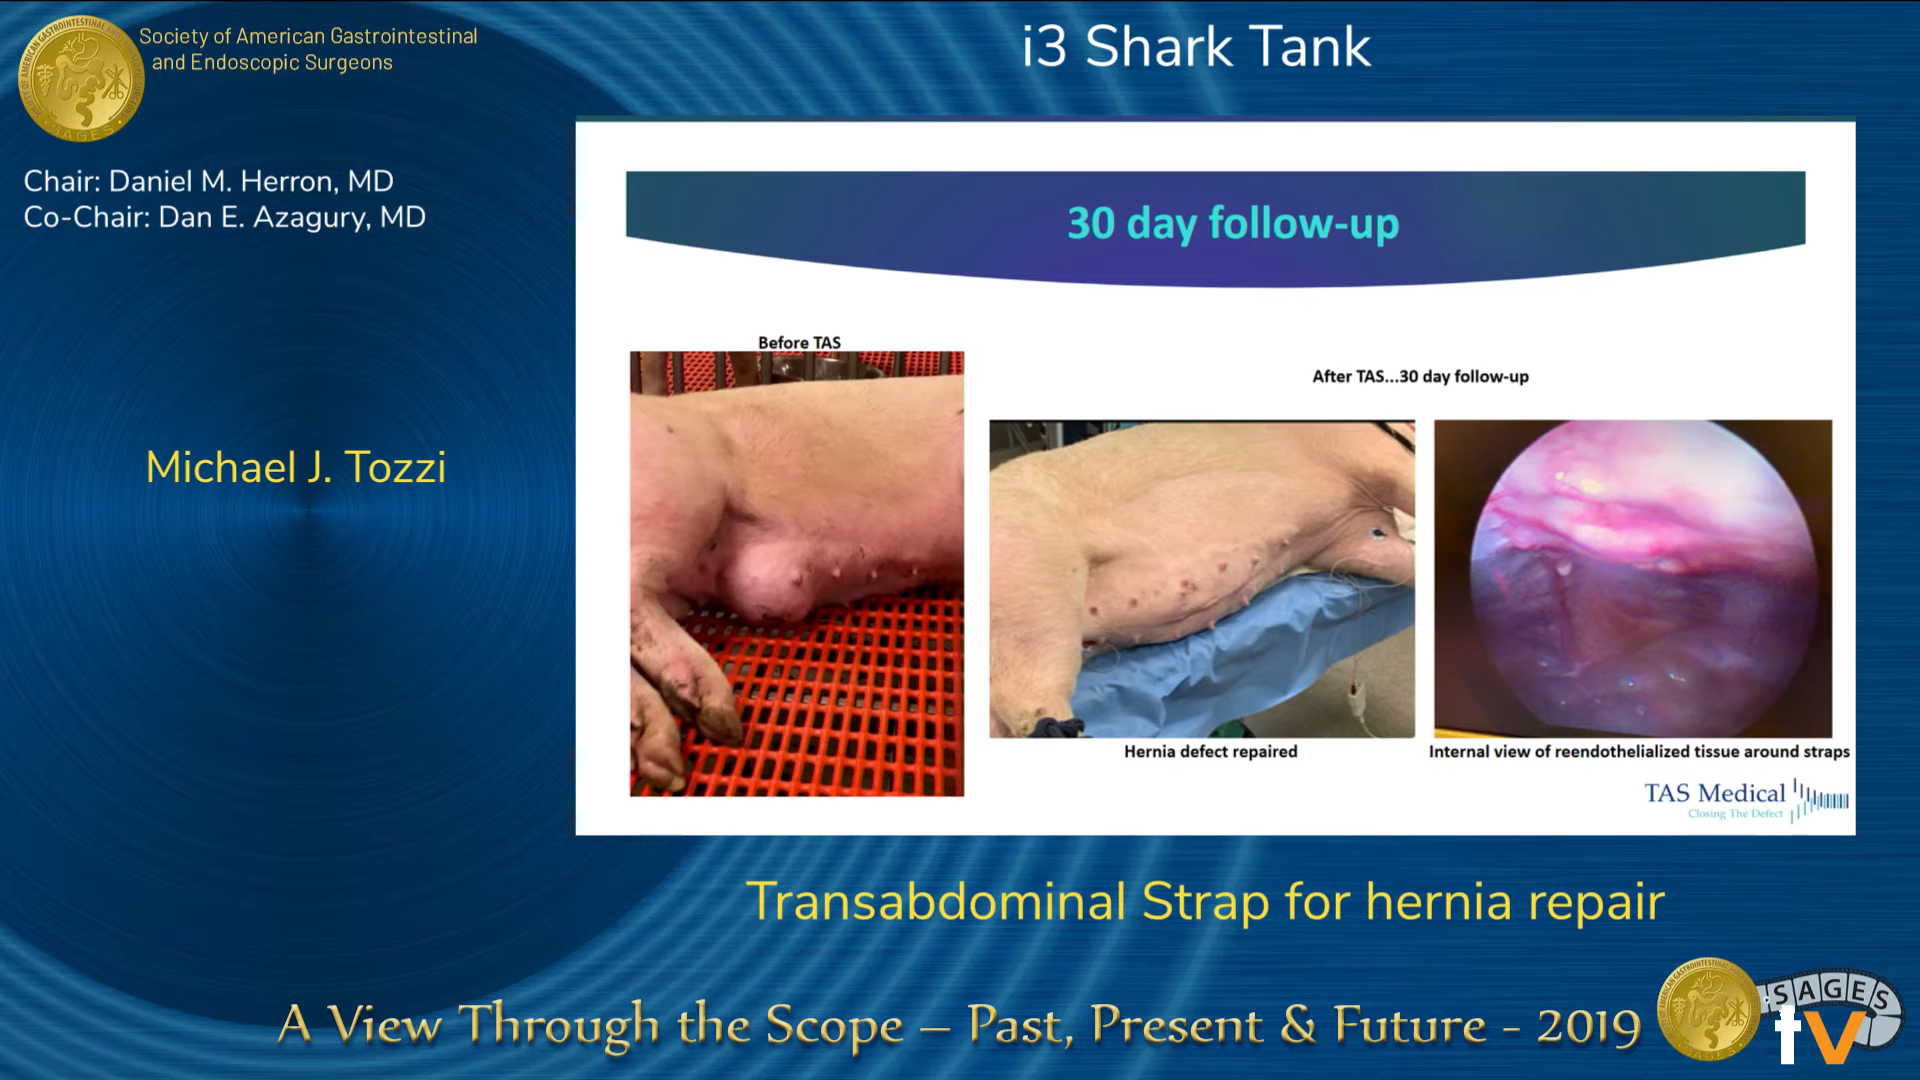 Society of American Gastrointestinal
and Endoscopic Surgeons
i3 Shark Tank
Chair: Daniel M. Herron, MD
Co-Chair: Dan E. Azagury, MD
Michael J. Tozzi
30 day follow-up
Before TAS
After TAS...30 day follow-up
Hernia defect repaired
Internal view of reendothelialized tissue around straps
TAS Medical
Closing The Defect
Transabdominal Strap for hernia repair
A View Through the Scope – Past, Present & Future - 2019
SAGES
tv